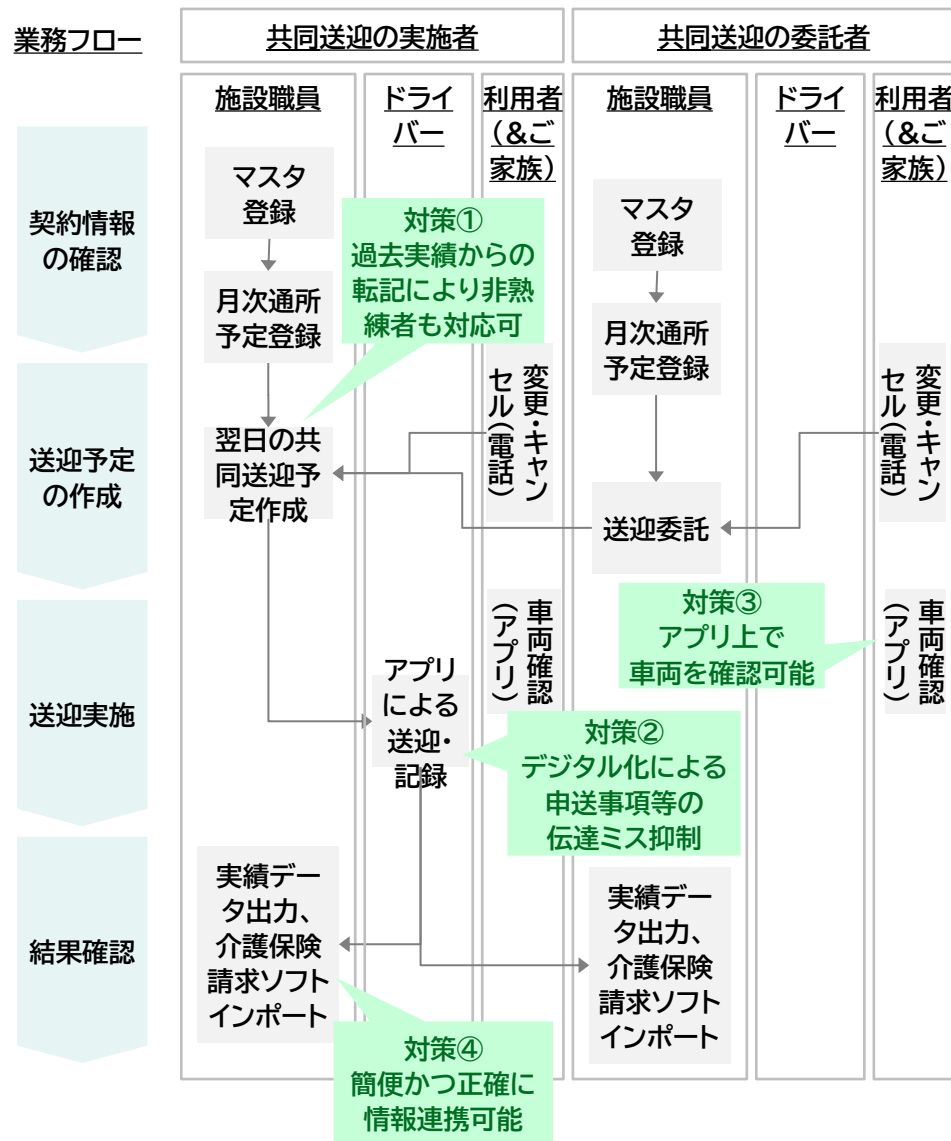 業務フロー
共同送迎の実施者
共同送迎の委託者
施設職員
ドライ
バー
利用者
(&ご
家族)
施設職員
ドライ
バー
利用者
(&ご
家族)
契約情報
の確認
マスタ
登録
月次通所
予定登録
対策①
過去実績からの
転記により非熟
練者も対応可
マスタ
登録
月次通所
予定登録
送迎予定
の作成
翌日の共
同送迎予
定作成
変更・キャン
セル(電話)
送迎委託
変更・キャン
セル(電話)
送迎実施
アプリ
による
送迎・
記録
車両確認
(アプリ)
対策②
デジタル化による
申送事項等の
伝達ミス抑制
対策③
アプリ上で
車両を確認可能
車両確認
(アプリ)
結果確認
実績デー
タ出力、
介護保険
請求ソフト
インポート
対策④
簡便かつ正確に
情報連携可能
実績デー
タ出力、
介護保険
請求ソフト
インポート